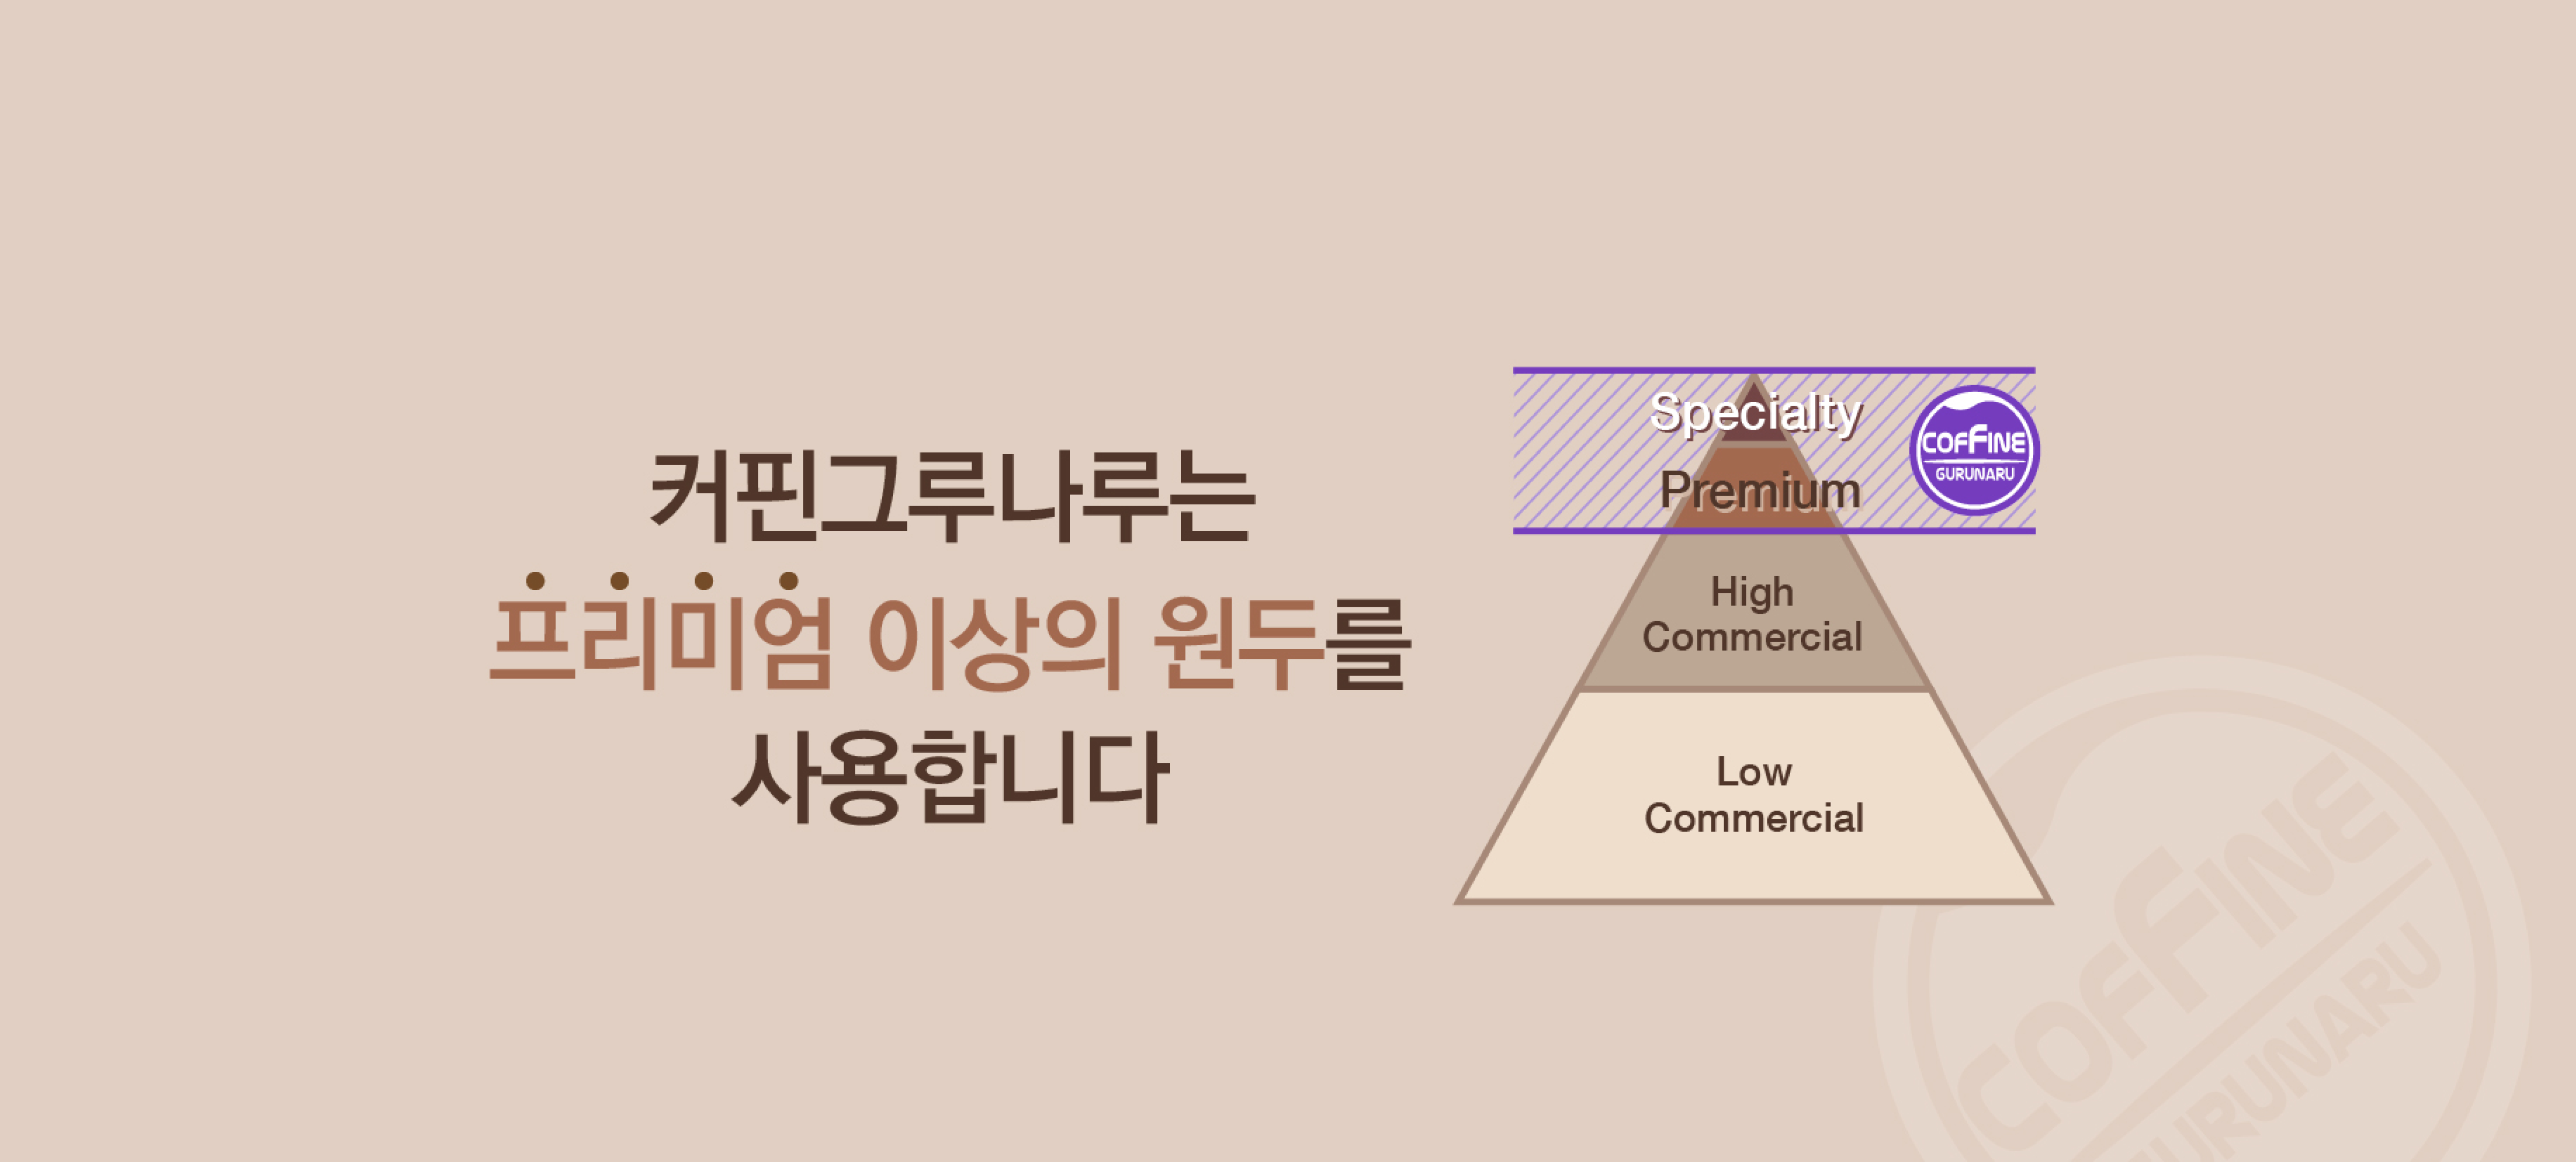 커핀그루나루는
프리미엄 이상의 원두를
사용합니다
Specialty
Premium
COFFINE
GURUNARU
High
Commercial
Low
Commercial
COFFINE
GURUNARU